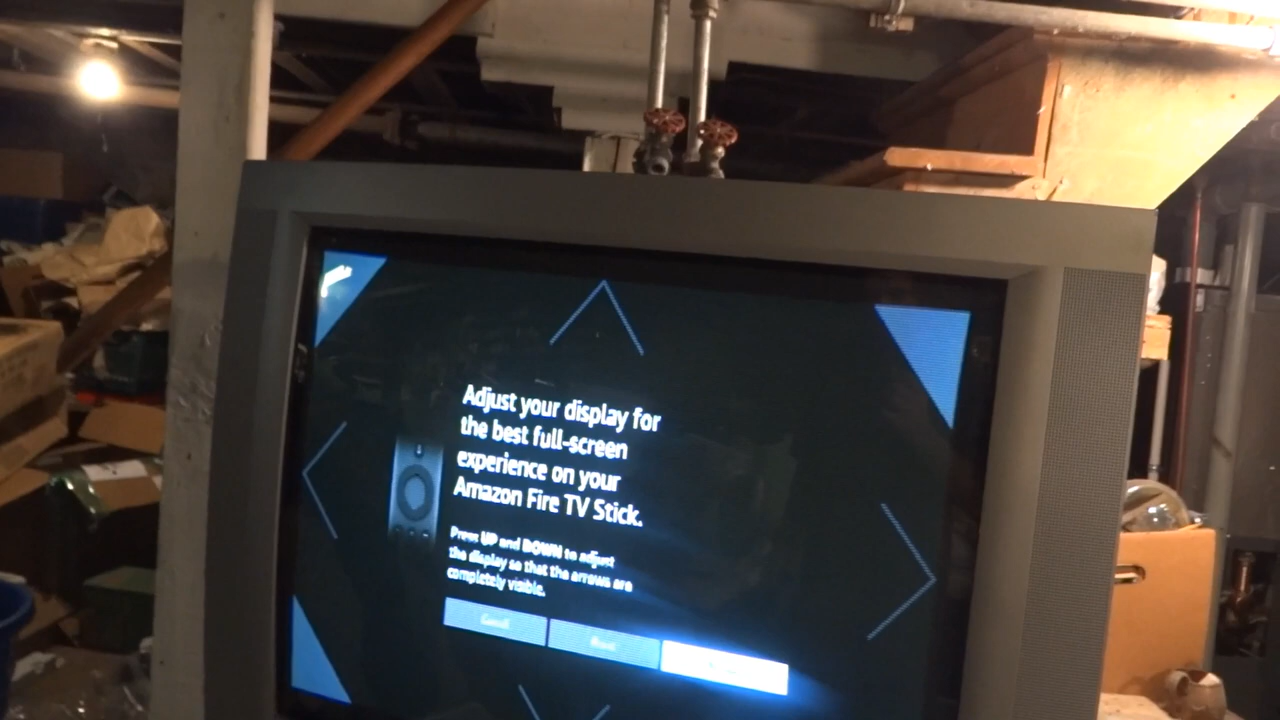 Adjust your display for
the best full-screen
experience on your
Amazon Fire TV Stick.
Press UP and DOWN to adjust
the display so that the arrows are
completely visible.